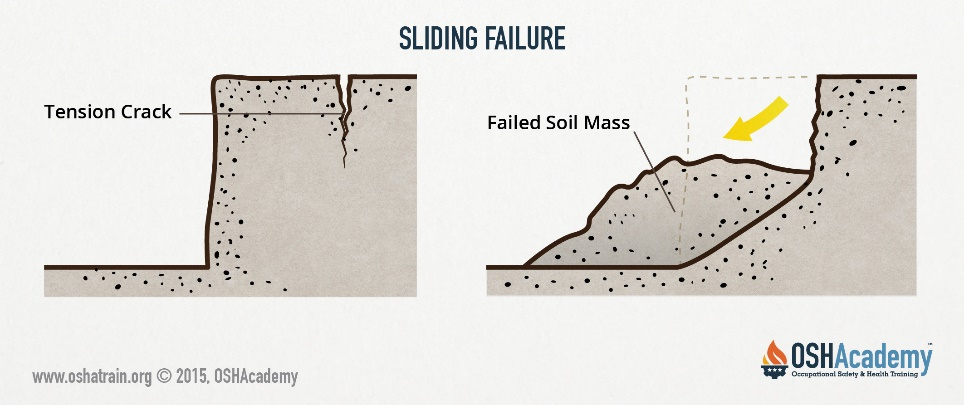 SLIDING FAILURE
Tension Crack
Failed Soil Mass
www.oshatrain.org © 2015, OSHAcademy
OSHAcademy
Occupational Safety & Health Training